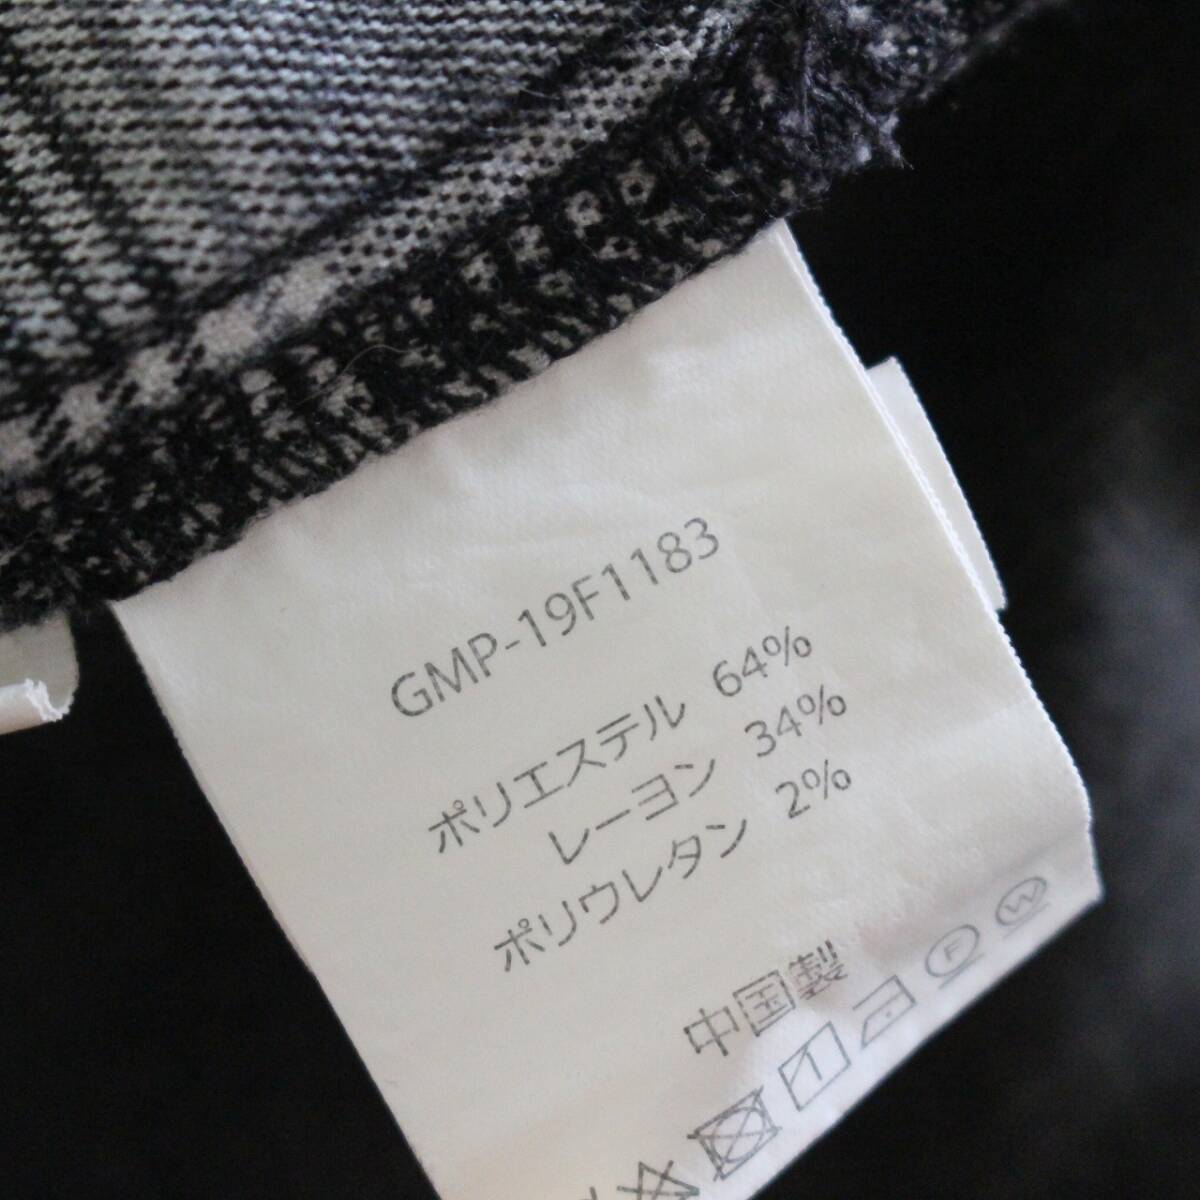 GMP-19F1183
ポリエステル 64%
レーヨン 34%
ポリウレタン 2%
中国製
F W